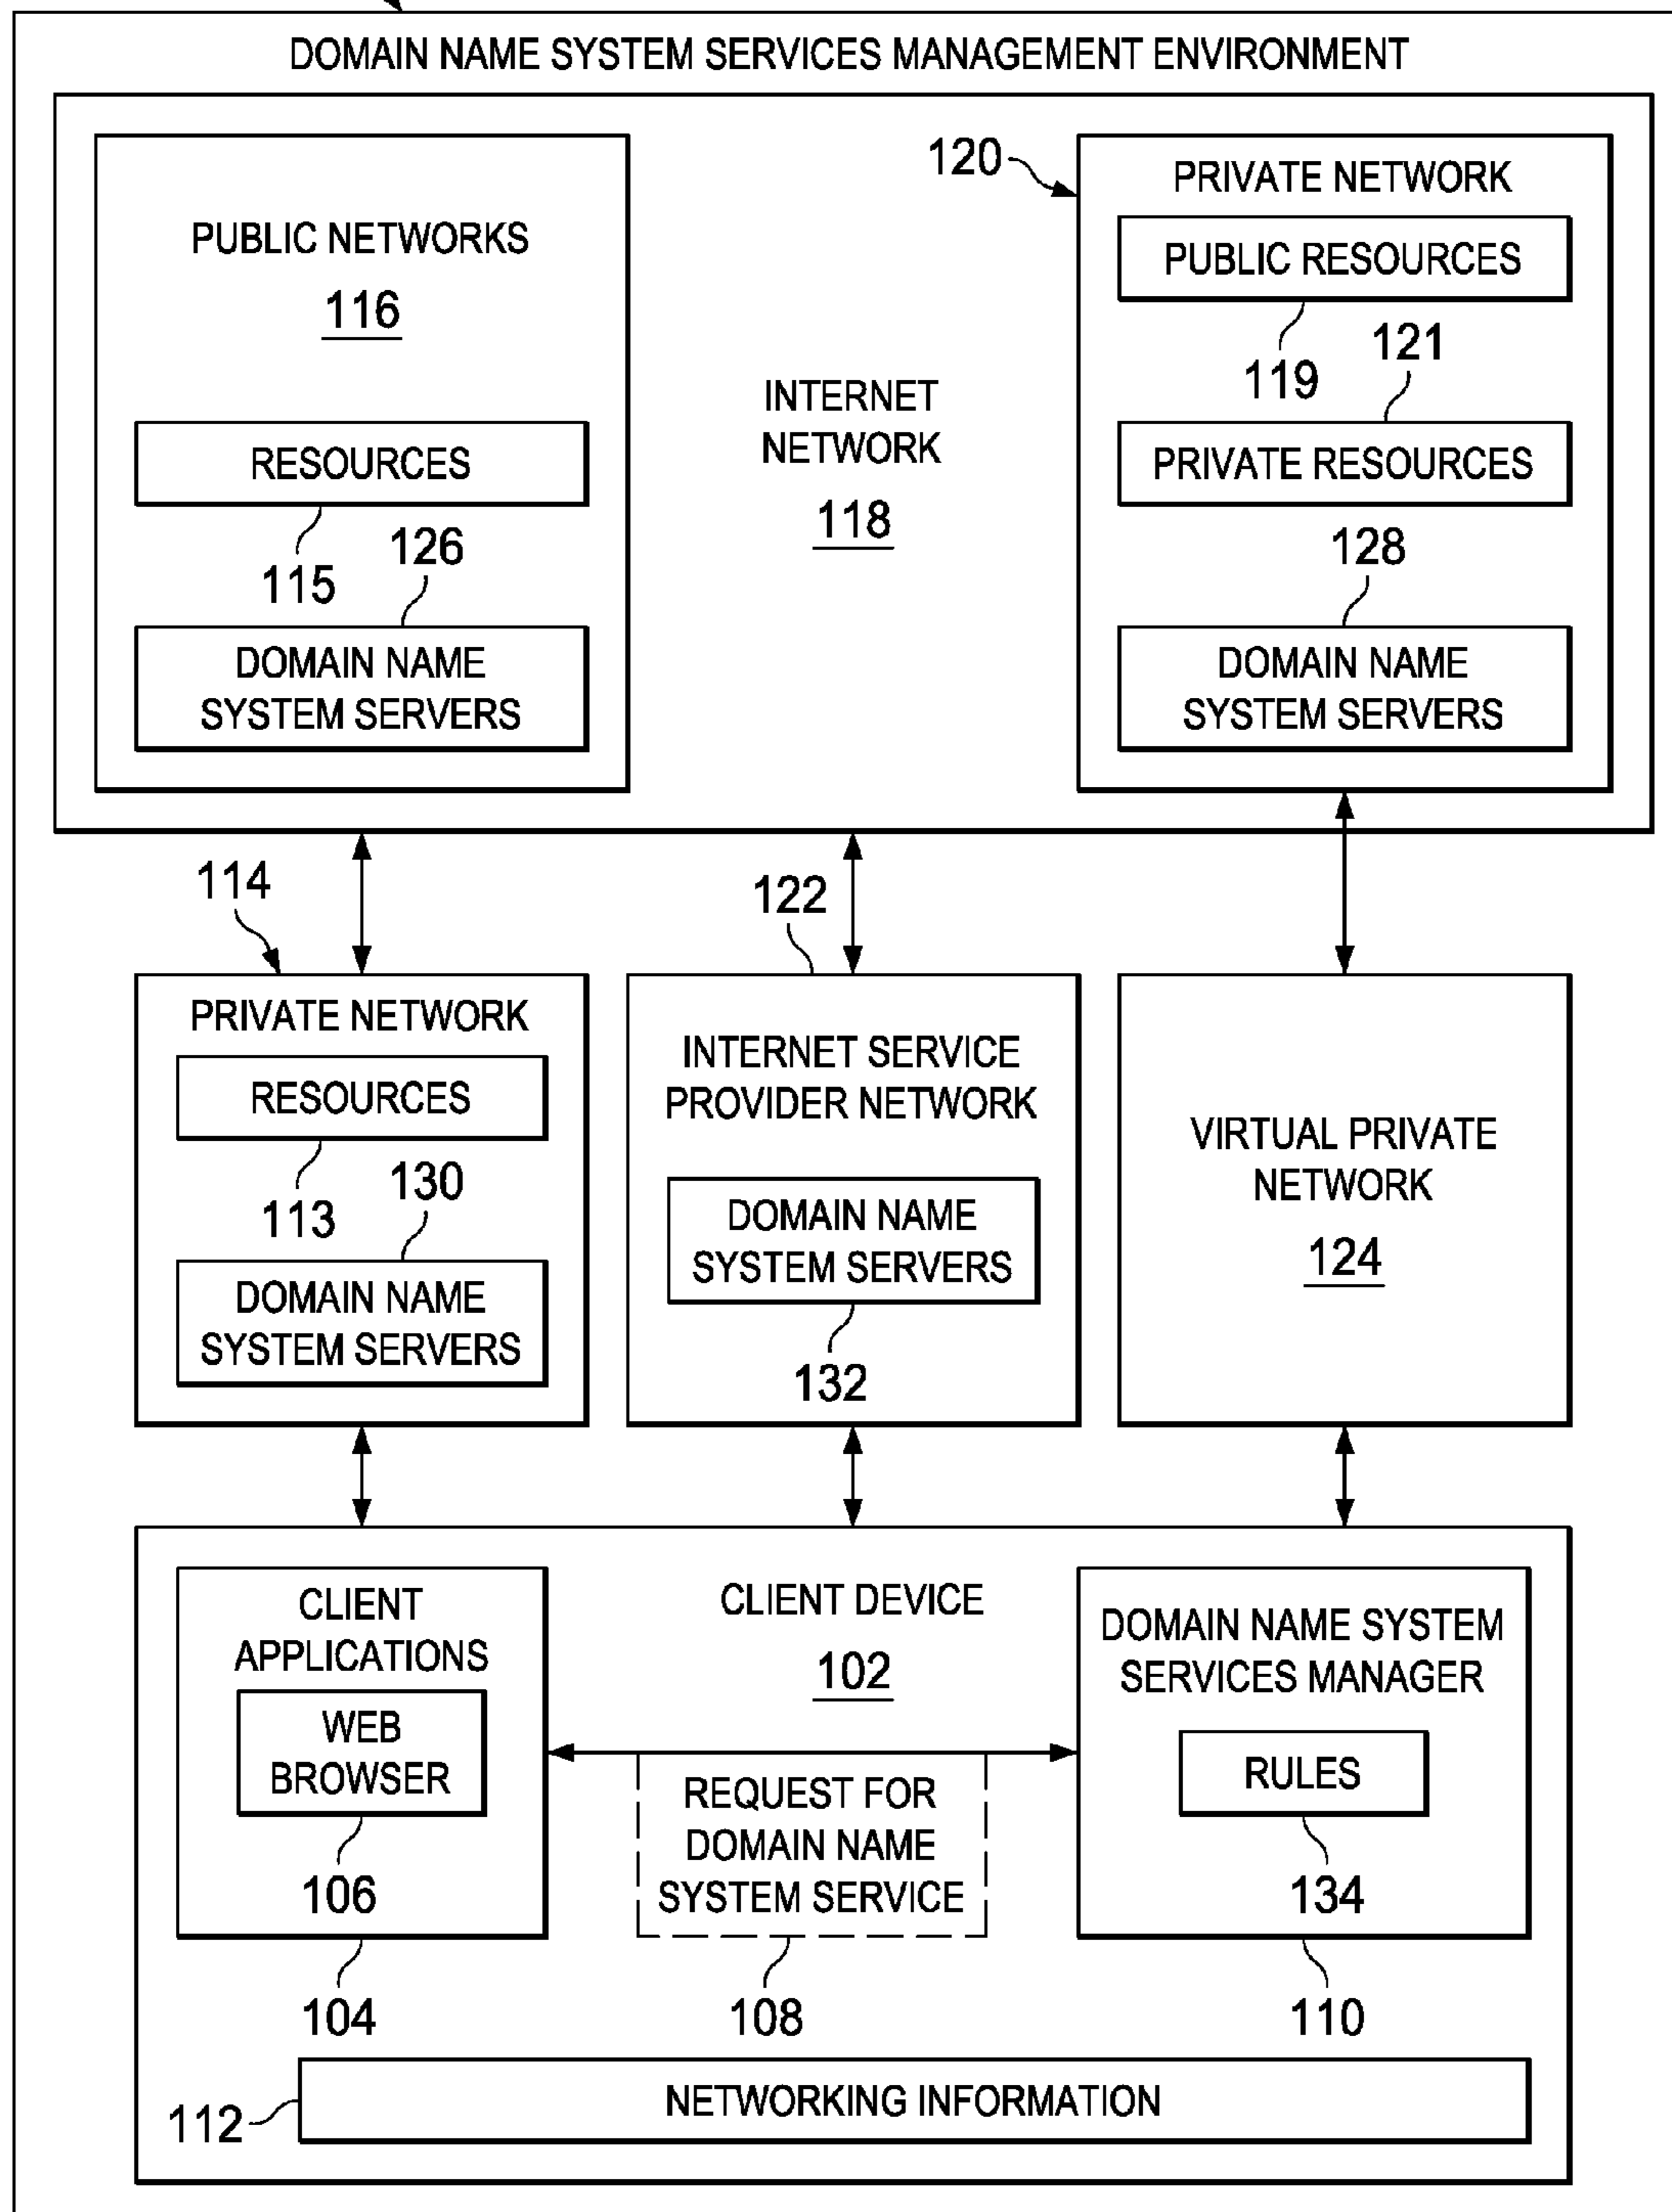 DOMAIN NAME SYSTEM SERVICES MANAGEMENT ENVIRONMENT
PUBLIC NETWORKS
116
RESOURCES
115
126
DOMAIN NAME
SYSTEM SERVERS
INTERNET
NETWORK
118
120
PRIVATE NETWORK
PUBLIC RESOURCES
119
121
PRIVATE RESOURCES
128
DOMAIN NAME
SYSTEM SERVERS
114
PRIVATE NETWORK
RESOURCES
113
130
DOMAIN NAME
SYSTEM SERVERS
122
INTERNET SERVICE
PROVIDER NETWORK
DOMAIN NAME
SYSTEM SERVERS
132
VIRTUAL PRIVATE
NETWORK
124
CLIENT
APPLICATIONS
WEB
BROWSER
106
104
CLIENT DEVICE
102
REQUEST FOR
DOMAIN NAME
SYSTEM SERVICE
108
DOMAIN NAME SYSTEM
SERVICES MANAGER
RULES
134
110
112
NETWORKING INFORMATION